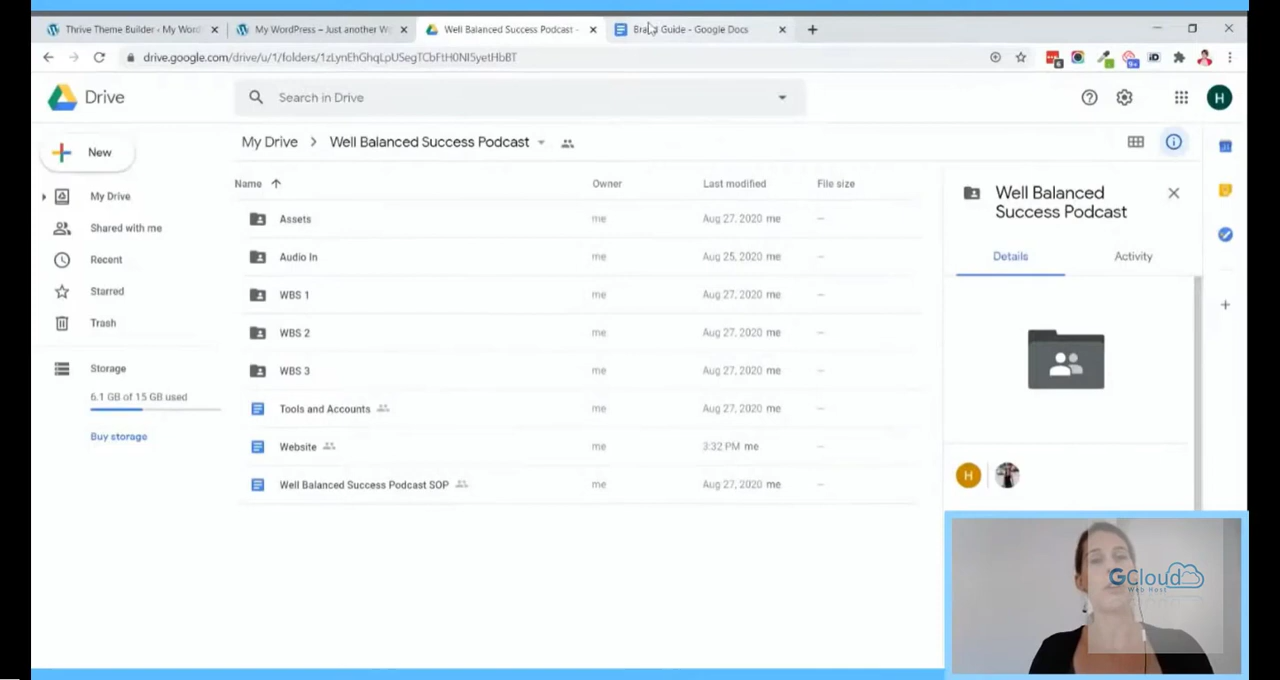 Thrive Theme Builder ‹ My Word
My WordPress – Just another W
Well Balanced Success Podcast -
Brand Guide - Google Docs
drive.google.com/drive/u/1/folders/1zLynEhGhqLpUSegTCbFtH0NI5yetHbBT
Drive
Search in Drive
H
New
My Drive > Well Balanced Success Podcast
My Drive
Shared with me
Recent
Starred
Trash
Storage
6.1 GB of 15 GB used
Buy storage
Name Owner Last modified File size
Assets me Aug 27, 2020 me –
Audio In me Aug 25, 2020 me –
WBS 1 me Aug 27, 2020 me –
WBS 2 me Aug 27, 2020 me –
WBS 3 me Aug 27, 2020 me –
Tools and Accounts me Aug 27, 2020 me –
Website me 3:32 PM me –
Well Balanced Success Podcast SOP me Aug 27, 2020 me –
Well Balanced
Success Podcast
Details Activity
H
GCloud
Web Host